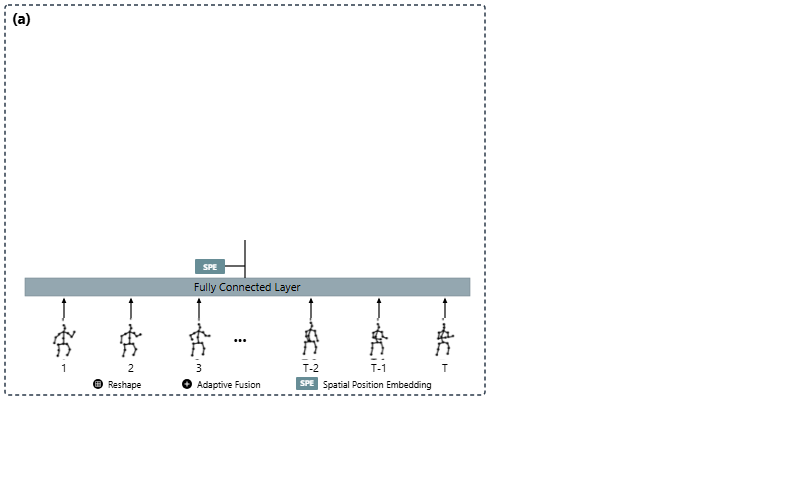 (a)
SPE
Fully Connected Layer
...
1 2 3 T-2 T-1 T
Reshape Adaptive Fusion SPE Spatial Position Embedding